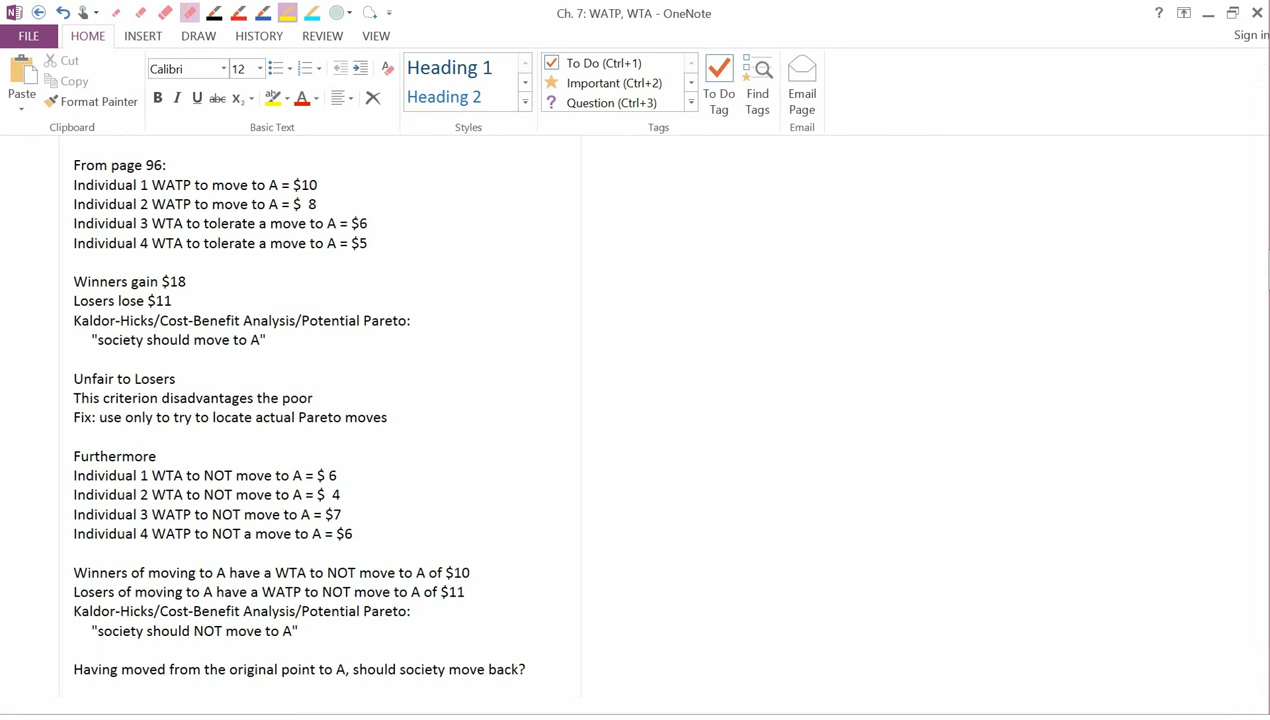 Ch. 7: WATP, WTA - OneNote
?
Sign in
FILE HOME INSERT DRAW HISTORY REVIEW VIEW
Paste
Cut
Copy
Format Painter
Clipboard
Calibri 12
B I U abc X₂ A
Basic Text
Heading 1
Heading 2
Styles
To Do (Ctrl+1)
Important (Ctrl+2)
? Question (Ctrl+3)
To Do
Tag
Find
Tags
Tags
Email
Page
Email
From page 96:
Individual 1 WATP to move to A = $10
Individual 2 WATP to move to A = $ 8
Individual 3 WTA to tolerate a move to A = $6
Individual 4 WTA to tolerate a move to A = $5
Winners gain $18
Losers lose $11
Kaldor-Hicks/Cost-Benefit Analysis/Potential Pareto:
"society should move to A"
Unfair to Losers
This criterion disadvantages the poor
Fix: use only to try to locate actual Pareto moves
Furthermore
Individual 1 WTA to NOT move to A = $ 6
Individual 2 WTA to NOT move to A = $ 4
Individual 3 WATP to NOT move to A = $7
Individual 4 WATP to NOT a move to A = $6
Winners of moving to A have a WTA to NOT move to A of $10
Losers of moving to A have a WATP to NOT move to A of $11
Kaldor-Hicks/Cost-Benefit Analysis/Potential Pareto:
"society should NOT move to A"
Having moved from the original point to A, should society move back?